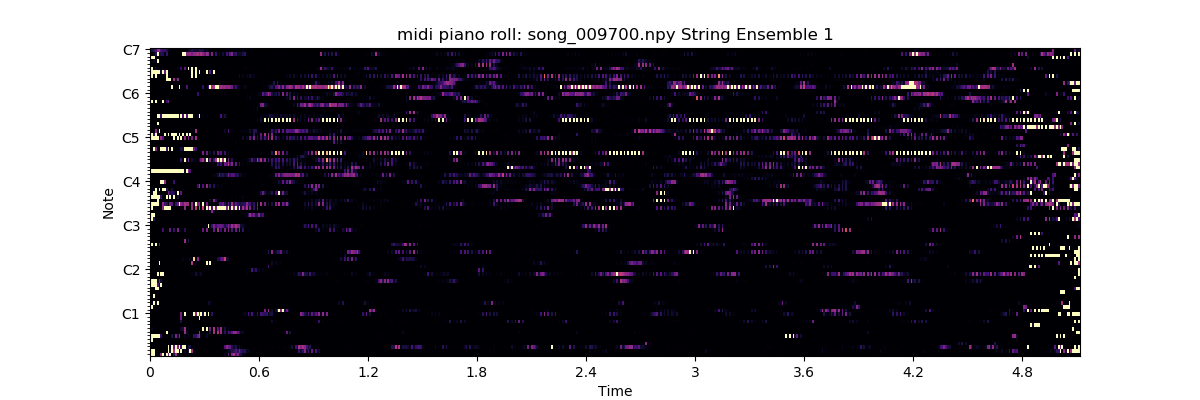 midi piano roll: song_009700.npy String Ensemble 1
C7
C6
C5
C4
C3
C2
C1
Note
0
0.6
1.2
1.8
2.4
3
3.6
4.2
4.8
Time